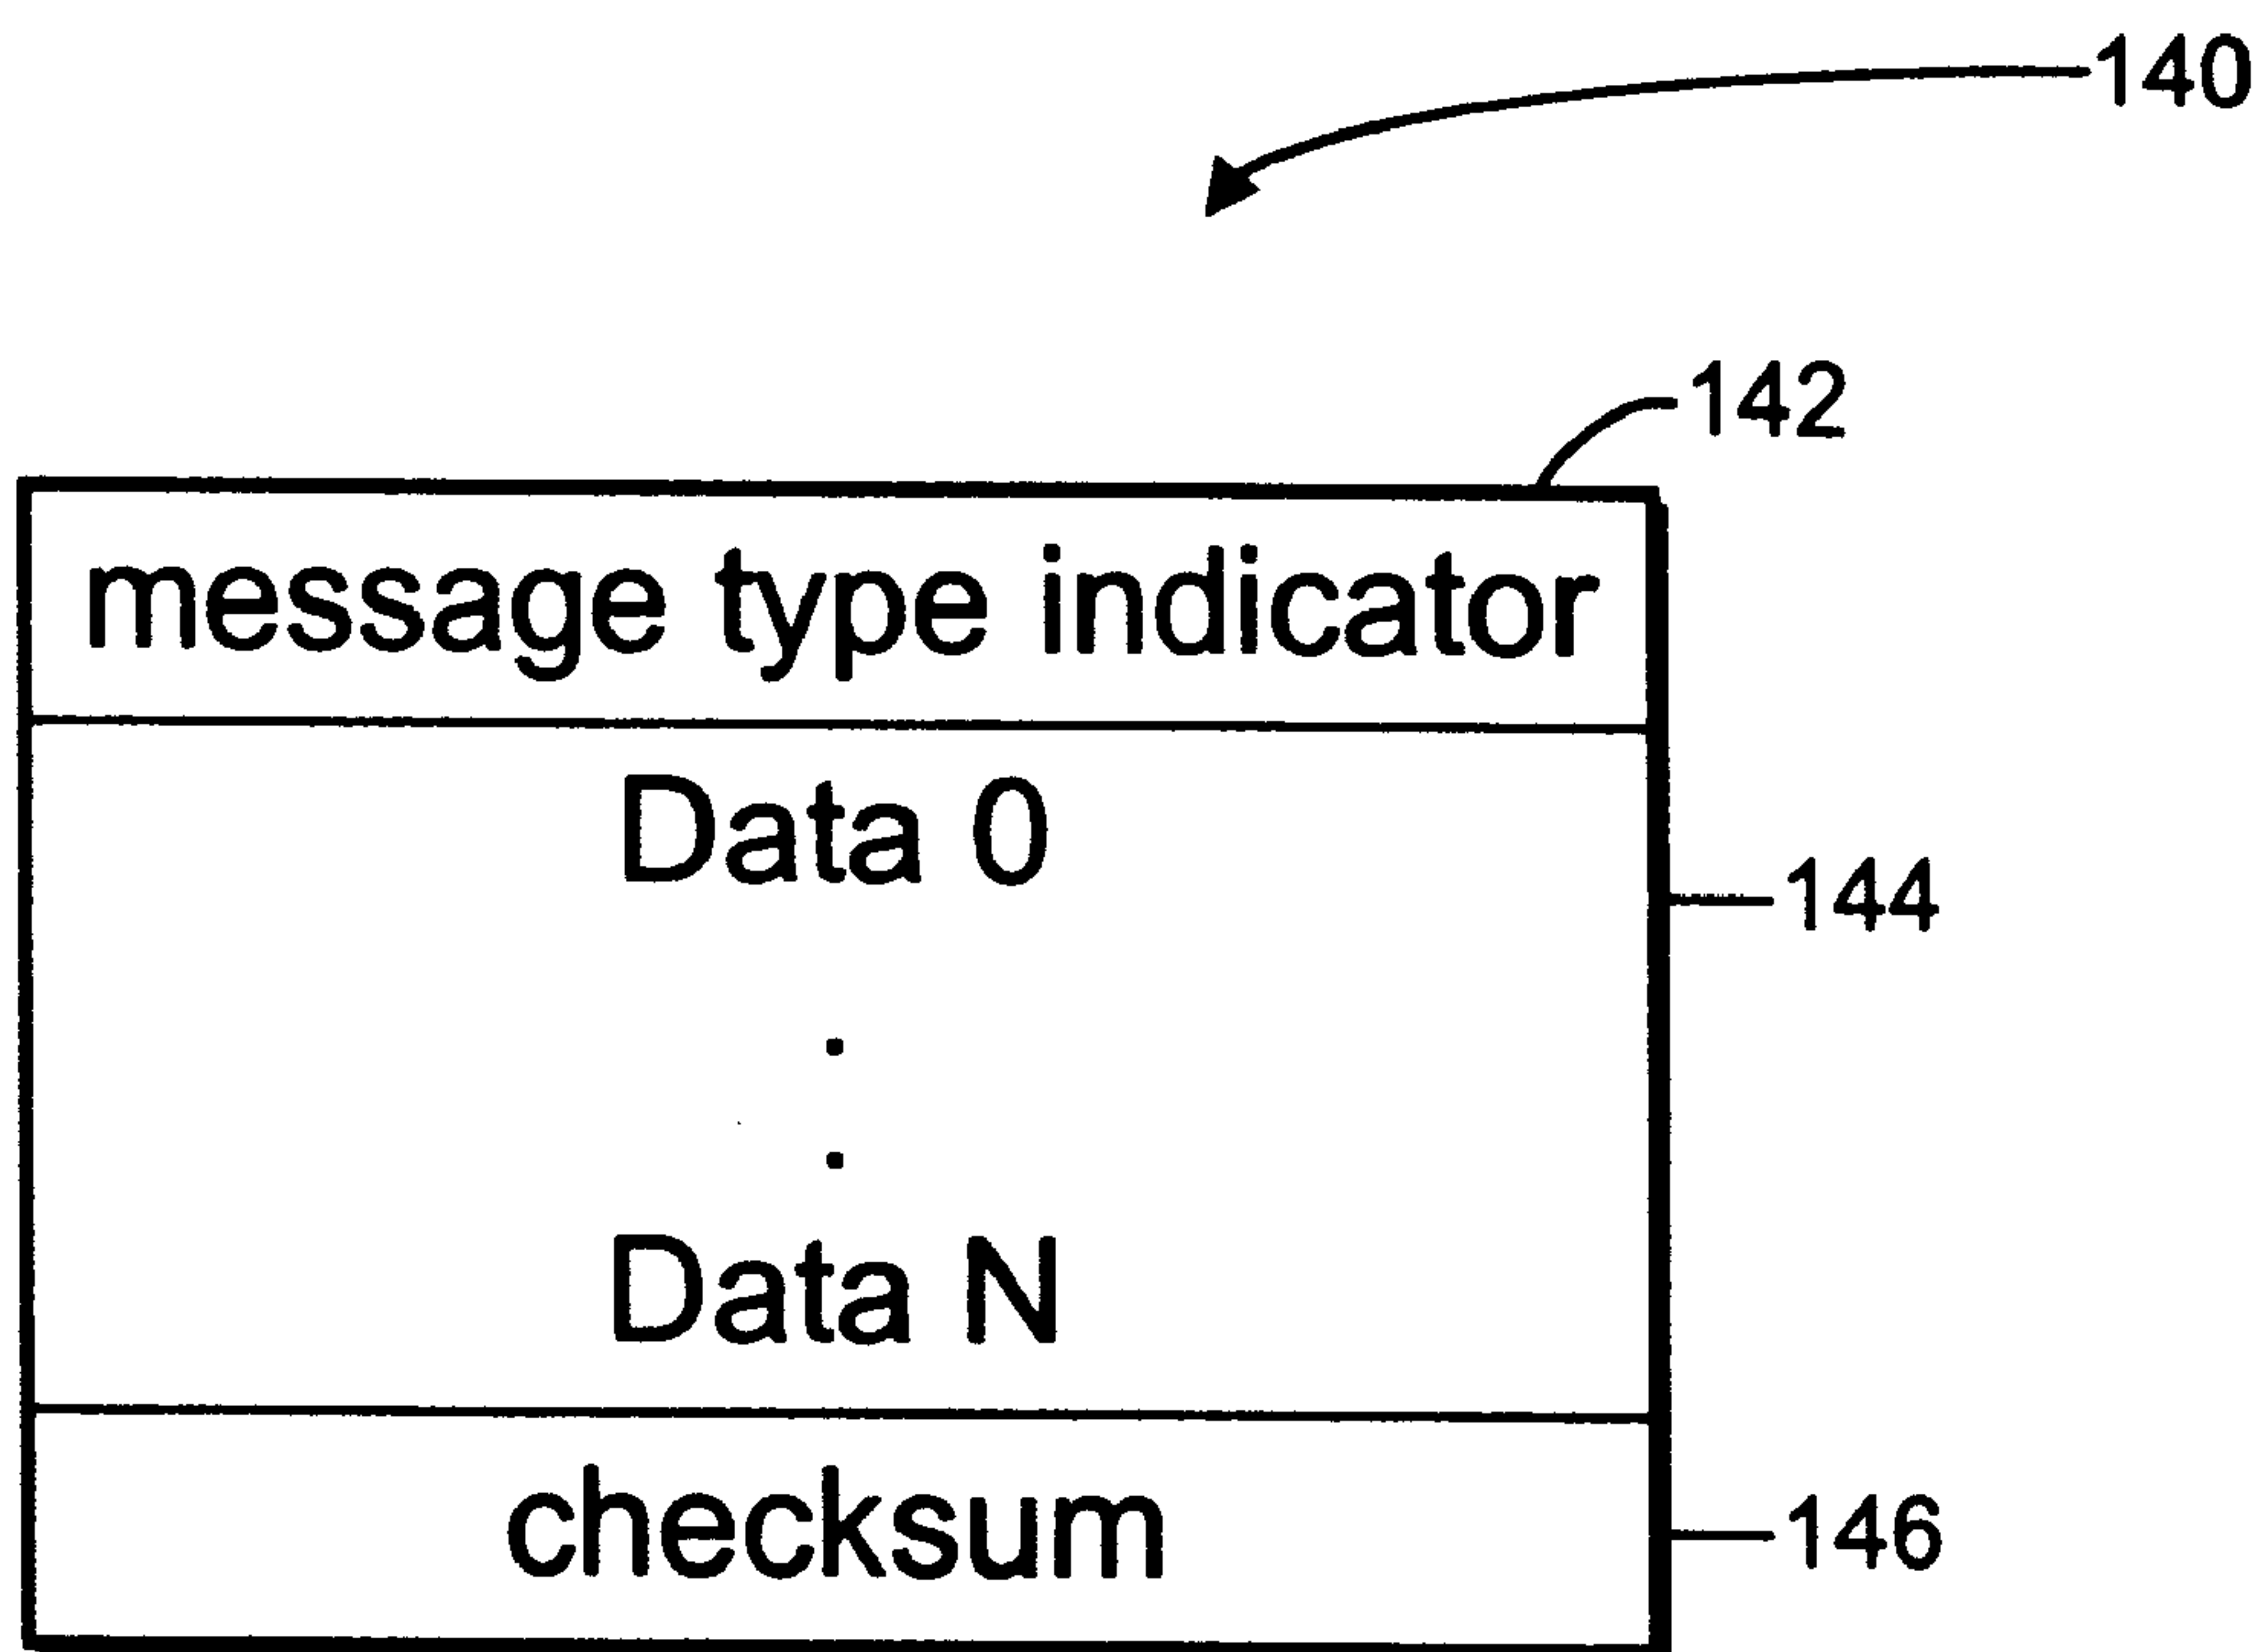 140
142
message type indicator
Data 0
144
.
.
Data N
checksum
146